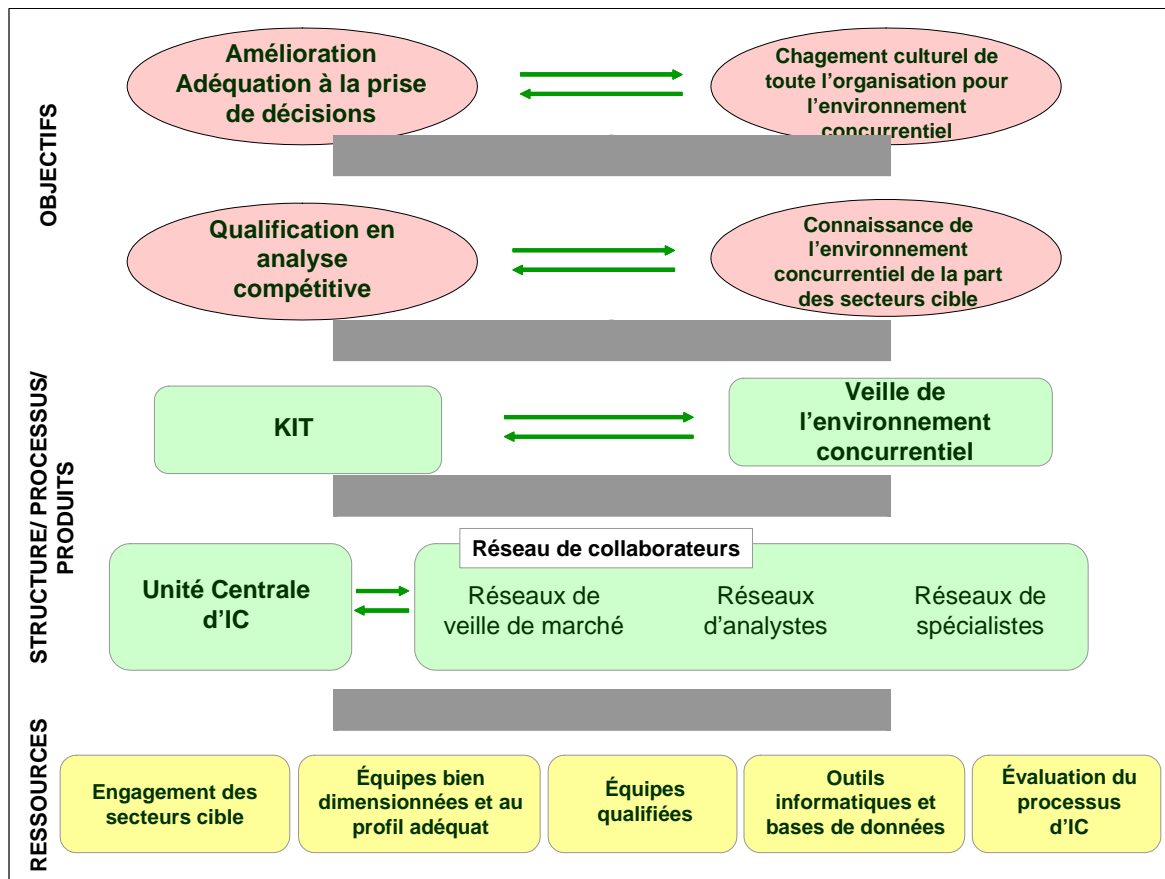 OBJECTIFS
Amélioration
Adéquation à la prise
de décisions
Chagement culturel de
toute l'organisation pour
l'environnement
concurrentiel
Qualification en
analyse
compétitive
Connaissance de
l'environnement
concurrentiel de la part
des secteurs cible
STRUCTURE/ PROCESSUS/
PRODUITS
KIT
Veille de
l'environnement
concurrentiel
Unité Centrale
d'IC
Réseau de collaborateurs
Réseaux de
veille de marché
Réseaux
d'analystes
Réseaux de
spécialistes
RESSOURCES
Engagement des
secteurs cible
Équipes bien
dimensionnées et au
profil adéquat
Équipes
qualifiées
Outils
informatiques et
bases de données
Évaluation du
processus
d'IC